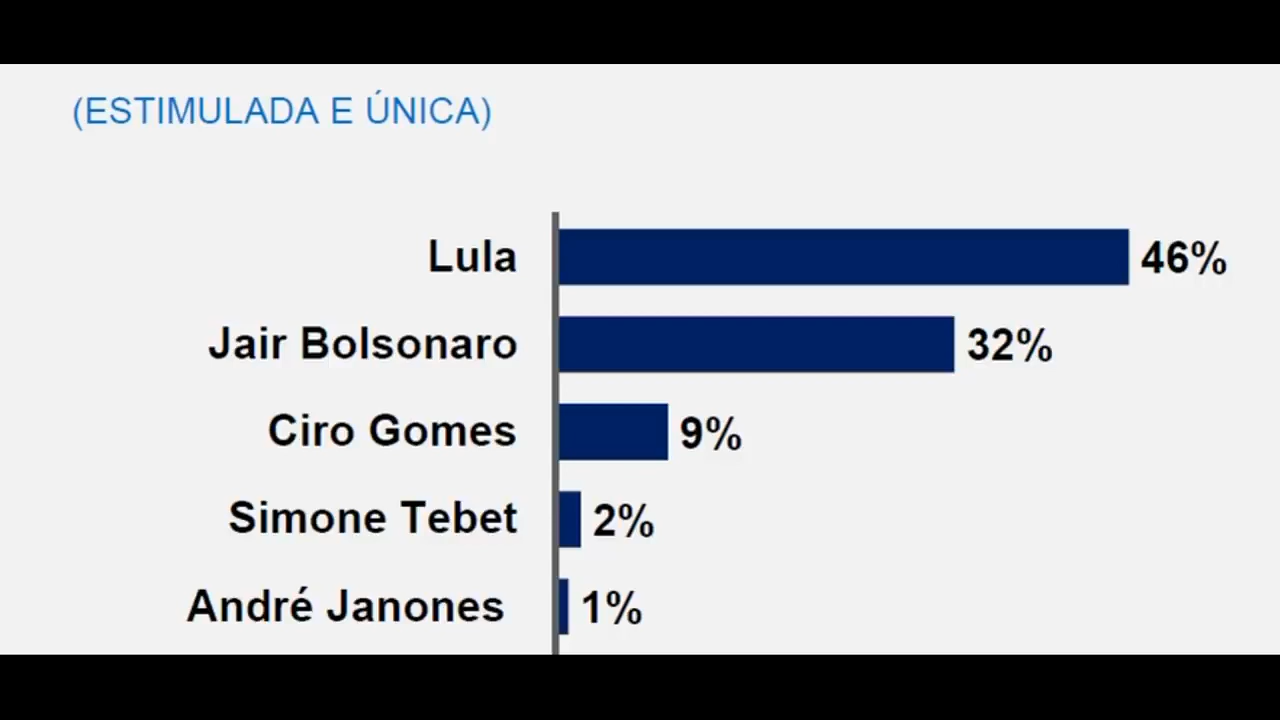 (ESTIMULADA E ÚNICA)
Lula 46%
Jair Bolsonaro 32%
Ciro Gomes 9%
Simone Tebet 2%
André Janones 1%